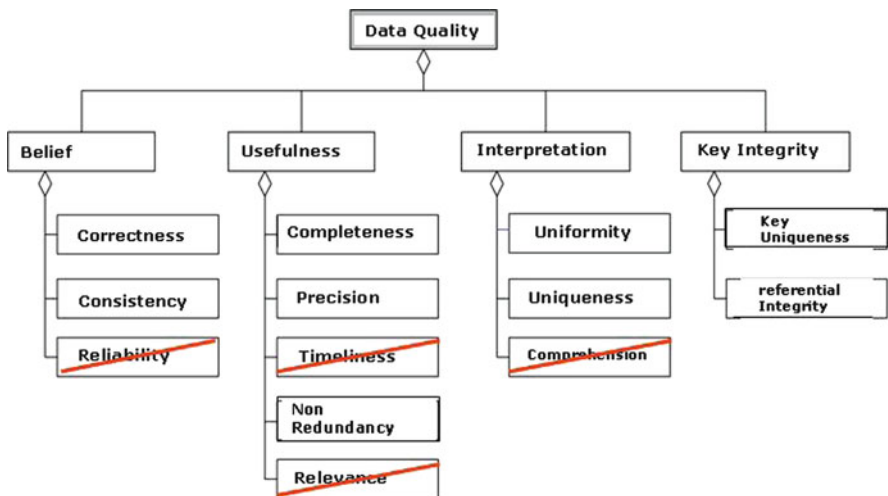 Data Quality
Belief
Usefulness
Interpretation
Key Integrity
Correctness
Consistency
Reliability
Completeness
Precision
Timeliness
Non
Redundancy
Relevance
Uniformity
Uniqueness
Comprehension
Key
Uniqueness
referential
Integrity